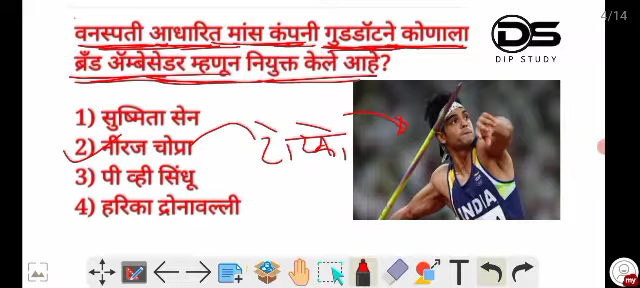 4/14
वनस्पती आधारित मांस कंपनी गुडडॉटने कोणाला
ब्रँड ॲम्बेसेडर म्हणून नियुक्त केले आहे?
DS
DIP STUDY
1) सुष्मिता सेन
2) नीरज चोप्रा
3) पी व्ही सिंधू
4) हरिका द्रोनावल्ली
INDIA
T
my